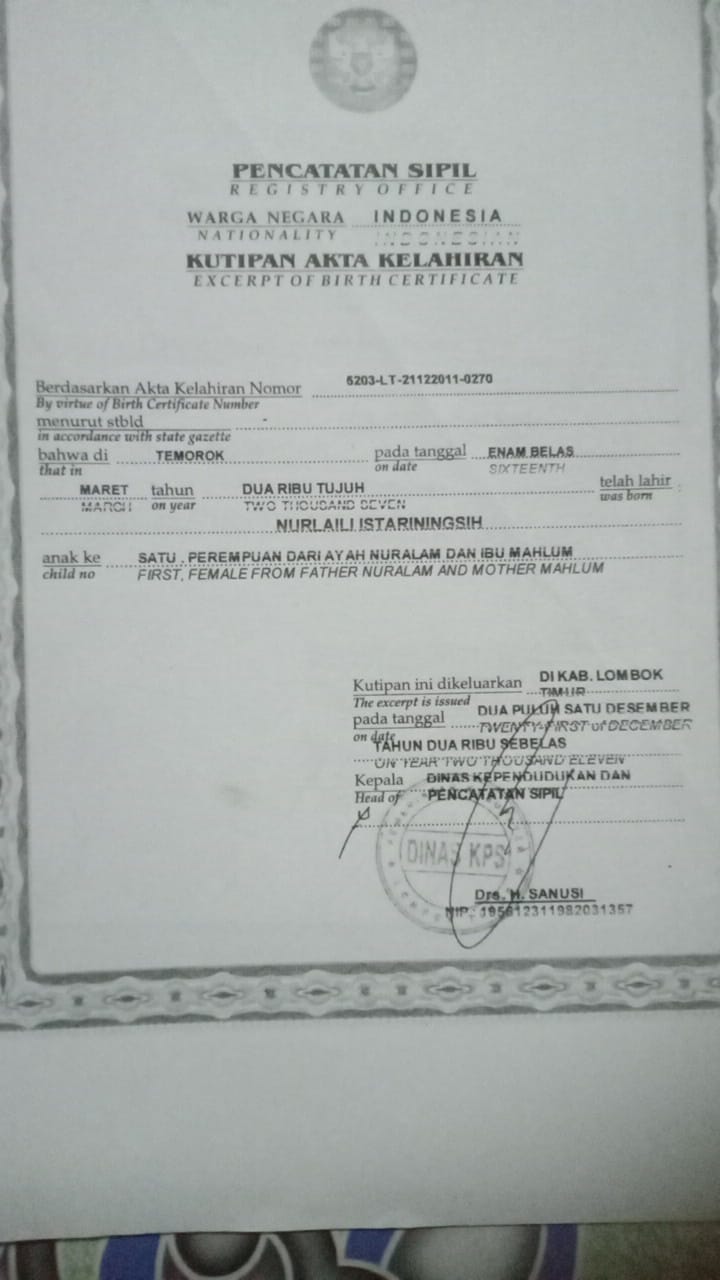 PENCATATAN SIPIL
REGISTRY OFFICE
WARGA NEGARA INDONESIA
NATIONALITY INDONESIAN
KUTIPAN AKTA KELAHIRAN
EXCERPT OF BIRTH CERTIFICATE
Berdasarkan Akta Kelahiran Nomor 5203-LT-21122011-0270
By virtue of Birth Certificate Number
menurut stbld -
in accordance with state gazette
bahwa di TEMOROK pada tanggal ENAM BELAS
that in on date SIXTEENTH
MARET tahun DUA RIBU TUJUH telah lahir
MARCH on year TWO THOUSAND SEVEN was born
NURLAILI ISTARININGSIH
anak ke SATU , PEREMPUAN DARI AYAH NURALAM DAN IBU MAHLUM
child no FIRST, FEMALE FROM FATHER NURALAM AND MOTHER MAHLUM
Kutipan ini dikeluarkan DI KAB. LOMBOK
The excerpt is issued TIMUR
pada tanggal DUA PULUH SATU DESEMBER
on date TWENTY-FIRST of DECEMBER
TAHUN DUA RIBU SEBELAS
ON YEAR TWO THOUSAND ELEVEN
Kepala DINAS KEPENDUDUKAN DAN
Head of PENCATATAN SIPIL
DINAS KPS
Drs. H. SANUSI
NIP.